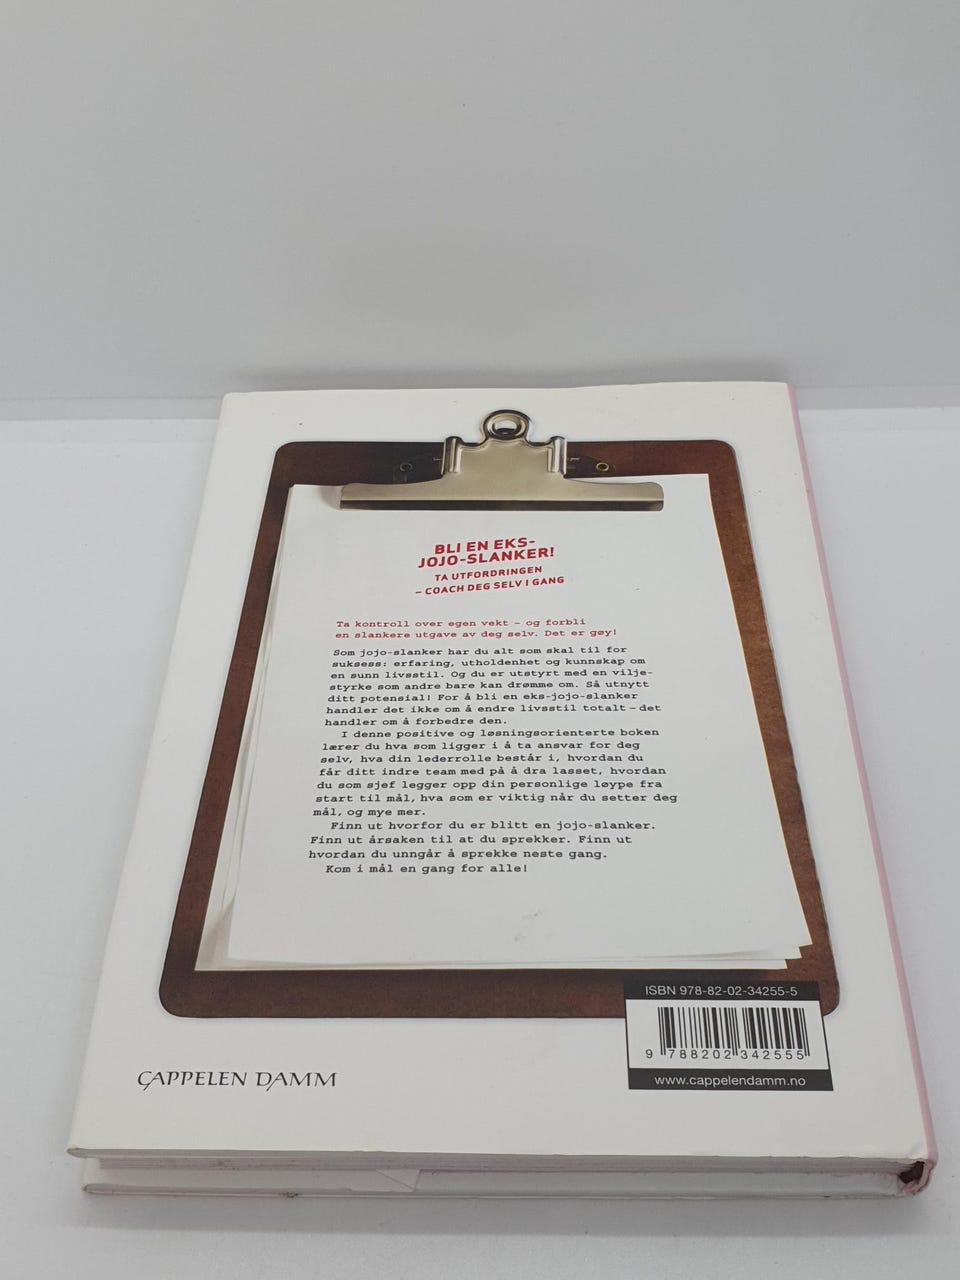 BLI EN EKS-
JOJO-SLANKER!
TA UTFORDRINGEN
– COACH DEG SELV I GANG
Ta kontroll over egen vekt – og forbli
en slankere utgave av deg selv. Det er gøy!
Som jojo-slanker har du alt som skal til for
suksess: erfaring, utholdenhet og kunnskap om
en sunn livsstil. Og du er utstyrt med en vilje-
styrke som andre bare kan drømme om. Så utnytt
ditt potensial! For å bli en eks-jojo-slanker
handler det ikke om å endre livsstil totalt – det
handler om å forbedre den.
I denne positive og løsningsorienterte boken
lærer du hva som ligger i å ta ansvar for deg
selv, hva din lederrolle består i, hvordan du
får ditt indre team med på å dra lasset, hvordan
du som sjef legger opp din personlige løype fra
start til mål, hva som er viktig når du setter deg
mål, og mye mer.
Finn ut hvorfor du er blitt en jojo-slanker.
Finn ut årsaken til at du sprekker. Finn ut
hvordan du unngår å sprekke neste gang.
Kom i mål en gang for alle!
ISBN 978-82-02-34255-5
9 788202 342555
www.cappelendamm.no
CAPPELEN DAMM